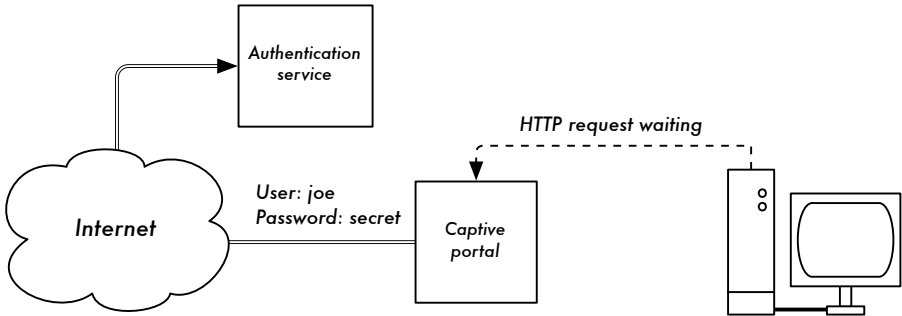 Authentication
service
HTTP request waiting
User: joe
Password: secret
Internet
Captive
portal